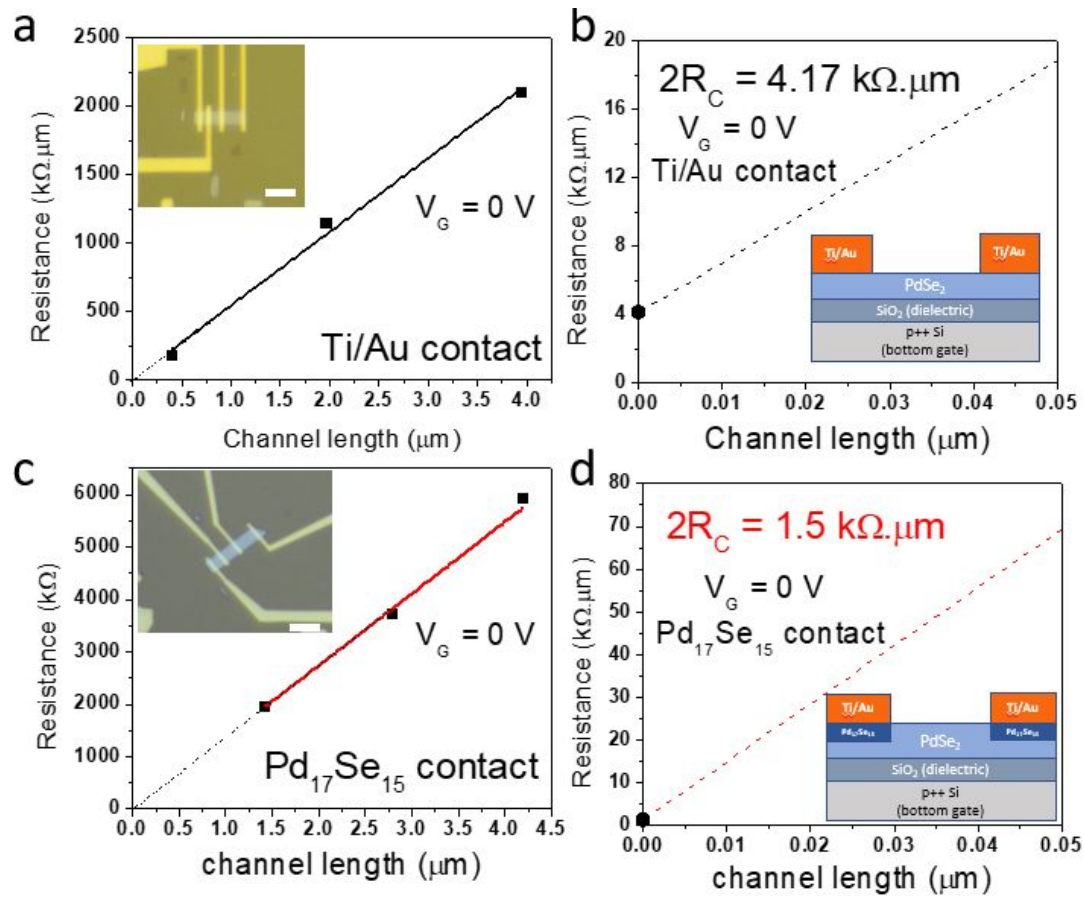 a
2500
2000
1500
1000
500
0
Resistance (kΩ.μm)
V_G = 0 V
Ti/Au contact
0.0 0.5 1.0 1.5 2.0 2.5 3.0 3.5 4.0
Channel length (μm)
b
20
16
12
8
4
0
Resistance (kΩ.μm)
2R_C = 4.17 kΩ.μm
V_G = 0 V
Ti/Au contact
Ti/Au Ti/Au
PdSe₂
SiO₂ (dielectric)
p++ Si
(bottom gate)
0.00 0.01 0.02 0.03 0.04 0.05
Channel length (μm)
c
6000
5000
4000
3000
2000
1000
0
Resistance (kΩ)
V_G = 0 V
Pd₁₇Se₁₅ contact
0.0 0.5 1.0 1.5 2.0 2.5 3.0 3.5 4.0 4.5
channel length (μm)
d
80
70
60
50
40
30
20
10
0
Resistance (kΩ.μm)
2R_C = 1.5 kΩ.μm
V_G = 0 V
Pd₁₇Se₁₅ contact
Ti/Au Ti/Au
Pd₁₇Se₁₅ Pd₁₇Se₁₅
PdSe₂
SiO₂ (dielectric)
p++ Si
(bottom gate)
0.00 0.01 0.02 0.03 0.04 0.05
channel length (μm)